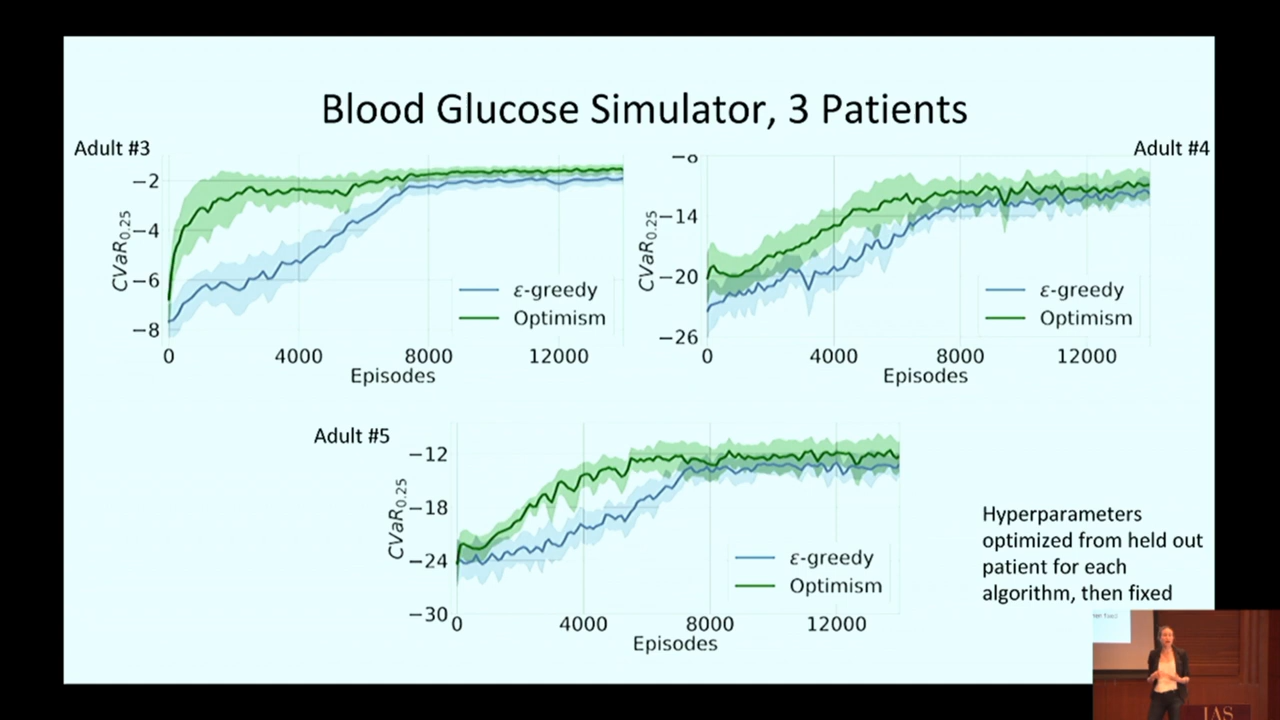 Blood Glucose Simulator, 3 Patients
Adult #3
−2
−4
−6
−8
CVaR0.25
0 4000 8000 12000
Episodes
ε-greedy
Optimism
Adult #4
−8
−14
−20
−26
CVaR0.25
0 4000 8000 12000
Episodes
ε-greedy
Optimism
Adult #5
−12
−18
−24
−30
CVaR0.25
0 4000 8000 12000
Episodes
ε-greedy
Optimism
Hyperparameters
optimized from held out
patient for each
algorithm, then fixed
IAS